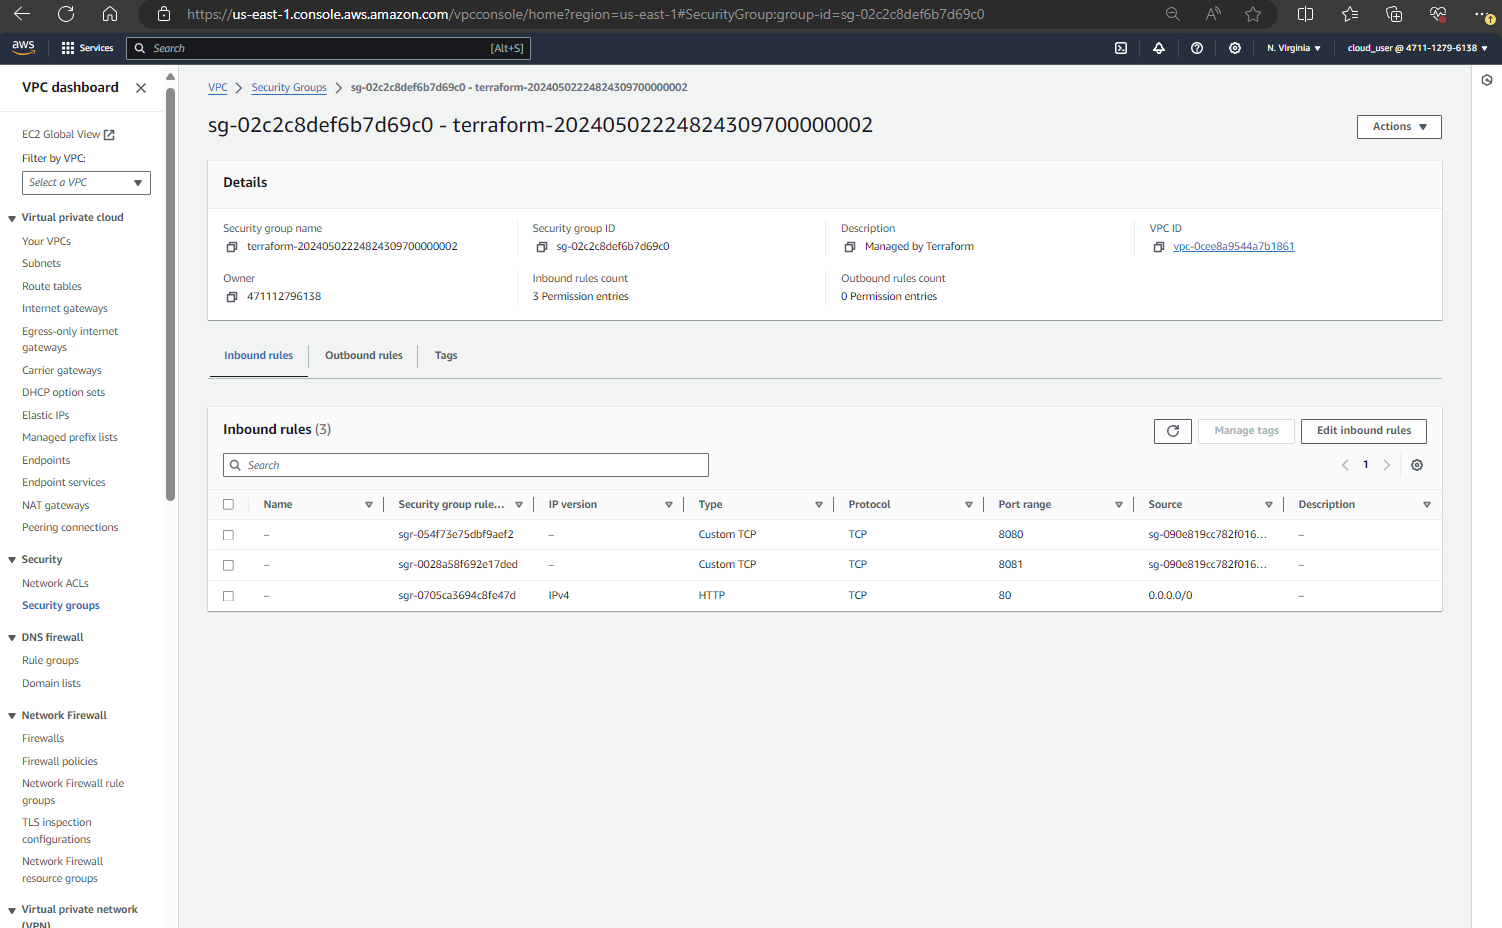 https://us-east-1.console.aws.amazon.com/vpcconsole/home?region=us-east-1#SecurityGroup:group-id=sg-02c2c8def6b7d69c0
aws Services Search [Alt+S] N. Virginia cloud_user @ 4711-1279-6138
VPC dashboard
EC2 Global View
Filter by VPC:
Select a VPC
Virtual private cloud
Your VPCs
Subnets
Route tables
Internet gateways
Egress-only internet
gateways
Carrier gateways
DHCP option sets
Elastic IPs
Managed prefix lists
Endpoints
Endpoint services
NAT gateways
Peering connections
Security
Network ACLs
Security groups
DNS firewall
Rule groups
Domain lists
Network Firewall
Firewalls
Firewall policies
Network Firewall rule
groups
TLS inspection
configurations
Network Firewall
resource groups
Virtual private network
(VPN)
VPC Security Groups sg-02c2c8def6b7d69c0 - terraform-20240502224824309700000002
sg-02c2c8def6b7d69c0 - terraform-20240502224824309700000002
Actions
Details
Security group name
terraform-20240502224824309700000002
Security group ID
sg-02c2c8def6b7d69c0
Description
Managed by Terraform
VPC ID
vpc-0cee8a9544a7b1861
Owner
471112796138
Inbound rules count
3 Permission entries
Outbound rules count
0 Permission entries
Inbound rules Outbound rules Tags
Inbound rules (3)
Manage tags Edit inbound rules
Search
1
Name Security group rule... IP version Type Protocol Port range Source Description
– sgr-054f73e75dbf9aef2 – Custom TCP TCP 8080 sg-090e819cc782f016... –
– sgr-0028a58f692e17ded – Custom TCP TCP 8081 sg-090e819cc782f016... –
– sgr-0705ca3694c8fe47d IPv4 HTTP TCP 80 0.0.0.0/0 –